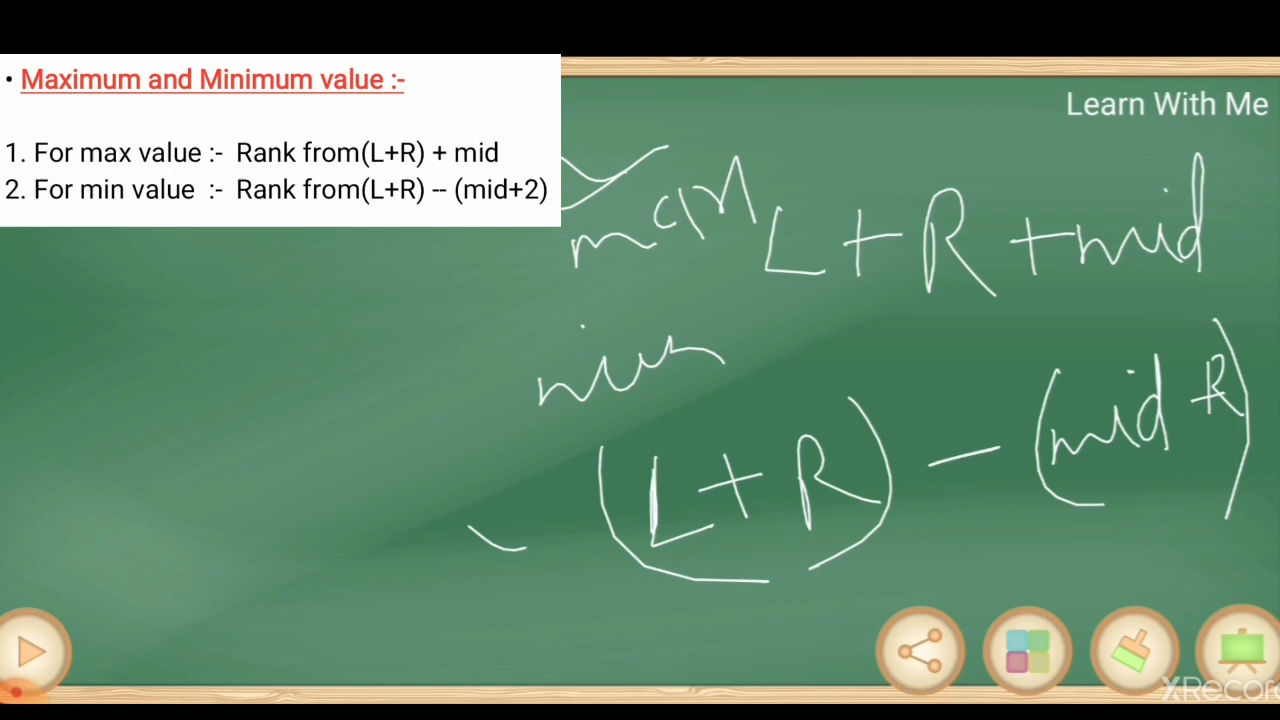 • Maximum and Minimum value :-
1. For max value :- Rank from(L+R) + mid
2. For min value :- Rank from(L+R) -- (mid+2)
Learn With Me
max L + R + mid
min
(L + R) - (mid +2)
XRecor